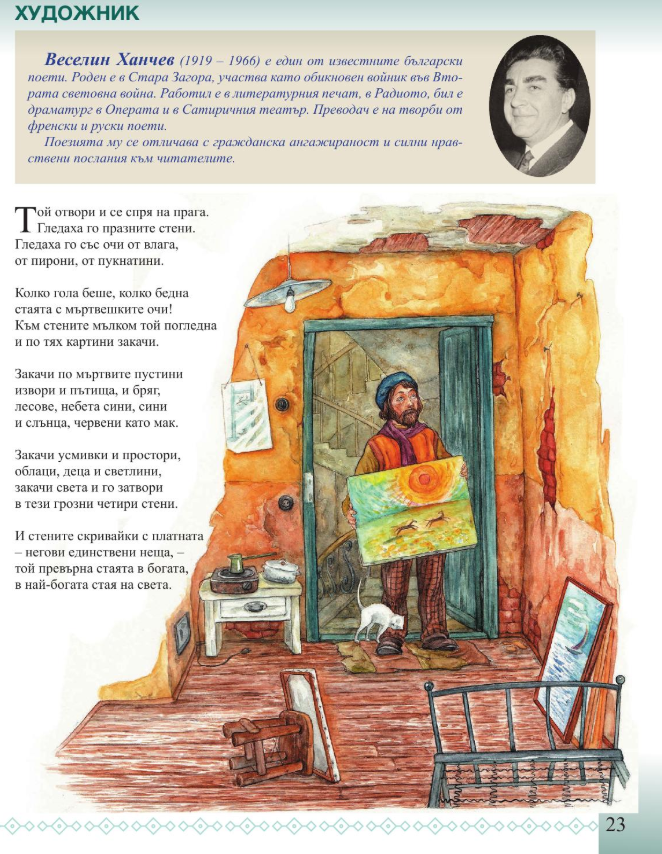 ХУДОЖНИК
Веселин Ханчев (1919 – 1966) е един от известните български
поети. Роден е в Стара Загора, участва като обикновен войник във Вто-
рата световна война. Работил е в литературния печат, в Радиото, бил е
драматург в Операта и в Сатиричния театър. Преводач е на творби от
френски и руски поети.
Поезията му се отличава с гражданска ангажираност и силни нрав-
ствени послания към читателите.
Той отвори и се спря на прага.
Гледаха го празните стени.
Гледаха го със очи от влага,
от пирони, от пукнатини.
Колко гола беше, колко бедна
стаята с мъртвешките очи!
Към стените мълком той погледна
и по тях картини закачи.
Закачи по мъртвите пустини
извори и пътища, и бряг,
лесове, небета сини, сини
и слънца, червени като мак.
Закачи усмивки и простори,
облаци, деца и светлини,
закачи света и го затвори
в тези грозни четири стени.
И стените скривайки с платната
– негови единствени неща, –
той превърна стаята в богата,
в най-богата стая на света.
23